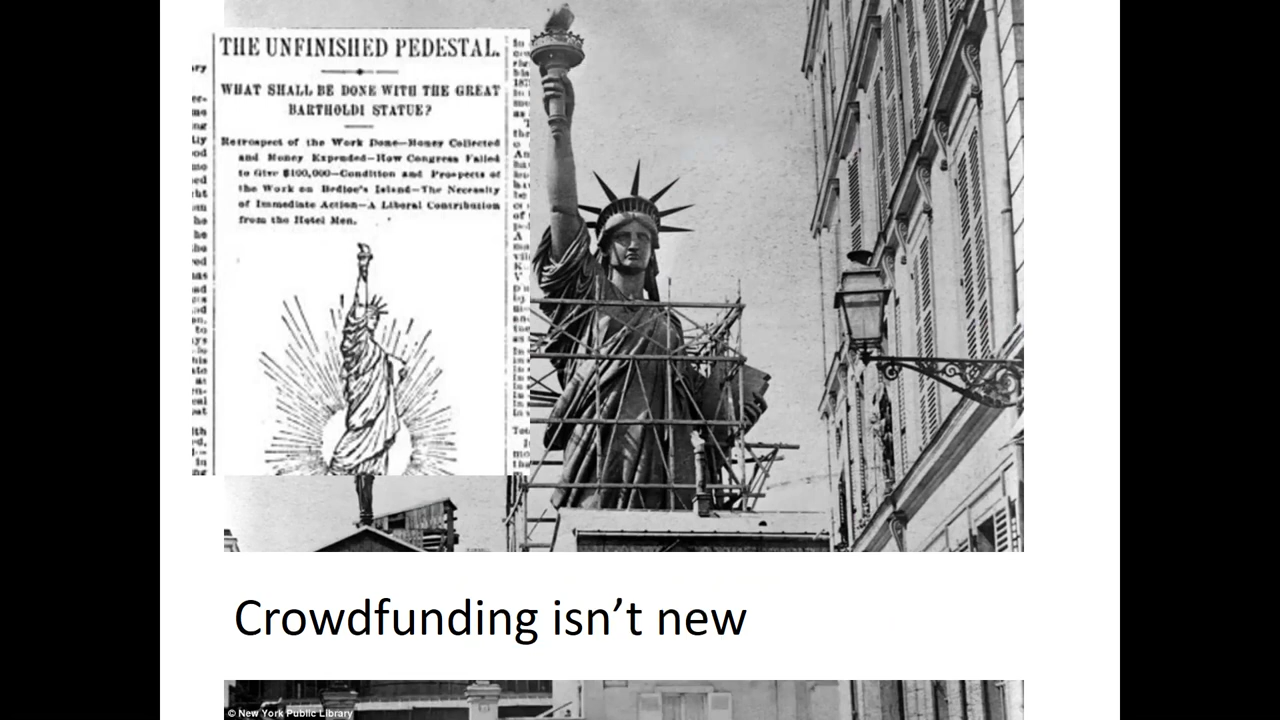 THE UNFINISHED PEDESTAL.
WHAT SHALL BE DONE WITH THE GREAT
BARTHOLDI STATUE?
Retrospect of the Work Done—Money Collected
and Money Expended—How Congress Failed
to Give $100,000—Condition and Prospects of
the Work on Bedloe's Island—The Necessity
of Immediate Action—A Liberal Contribution
from the Hotel Men.
Crowdfunding isn't new
© New York Public Library